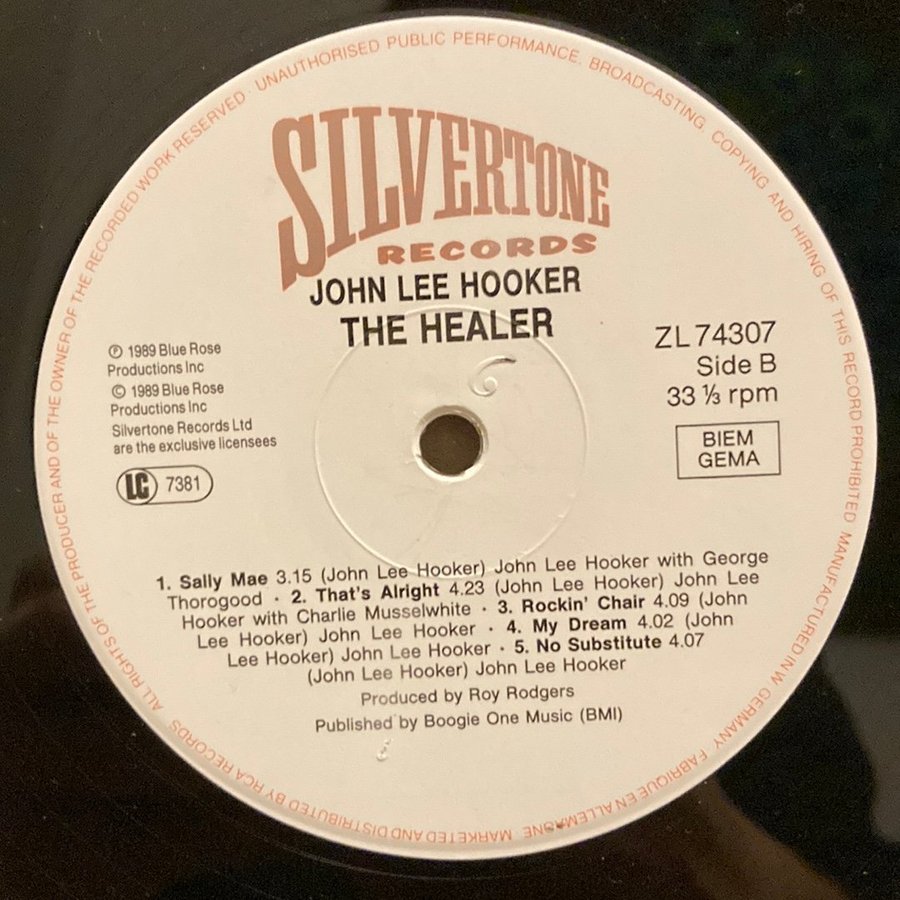 SILVERTONE
RECORDS
JOHN LEE HOOKER
THE HEALER
℗ 1989 Blue Rose
Productions Inc
© 1989 Blue Rose
Productions Inc
Silvertone Records Ltd
are the exclusive licensees
LC 7381
ZL 74307
Side B
33 ⅓ rpm
BIEM
GEMA
1. Sally Mae 3.15 (John Lee Hooker) John Lee Hooker with George
Thorogood · 2. That's Alright 4.23 (John Lee Hooker) John Lee
Hooker with Charlie Musselwhite · 3. Rockin' Chair 4.09 (John
Lee Hooker) John Lee Hooker · 4. My Dream 4.02 (John
Lee Hooker) John Lee Hooker · 5. No Substitute 4.07
(John Lee Hooker) John Lee Hooker
Produced by Roy Rodgers
Published by Boogie One Music (BMI)
ALL RIGHTS OF THE PRODUCER AND OF THE OWNER OF THE RECORDED WORK RESERVED · UNAUTHORISED PUBLIC PERFORMANCE. BROADCASTING COPYING AND HIRING OF THIS RECORD PROHIBITED MANUFACTURED IN W. GERMANY FABRIQUE EN ALLEMAGNE MARKETED AND DISTRIBUTED BY RCA RECORDS